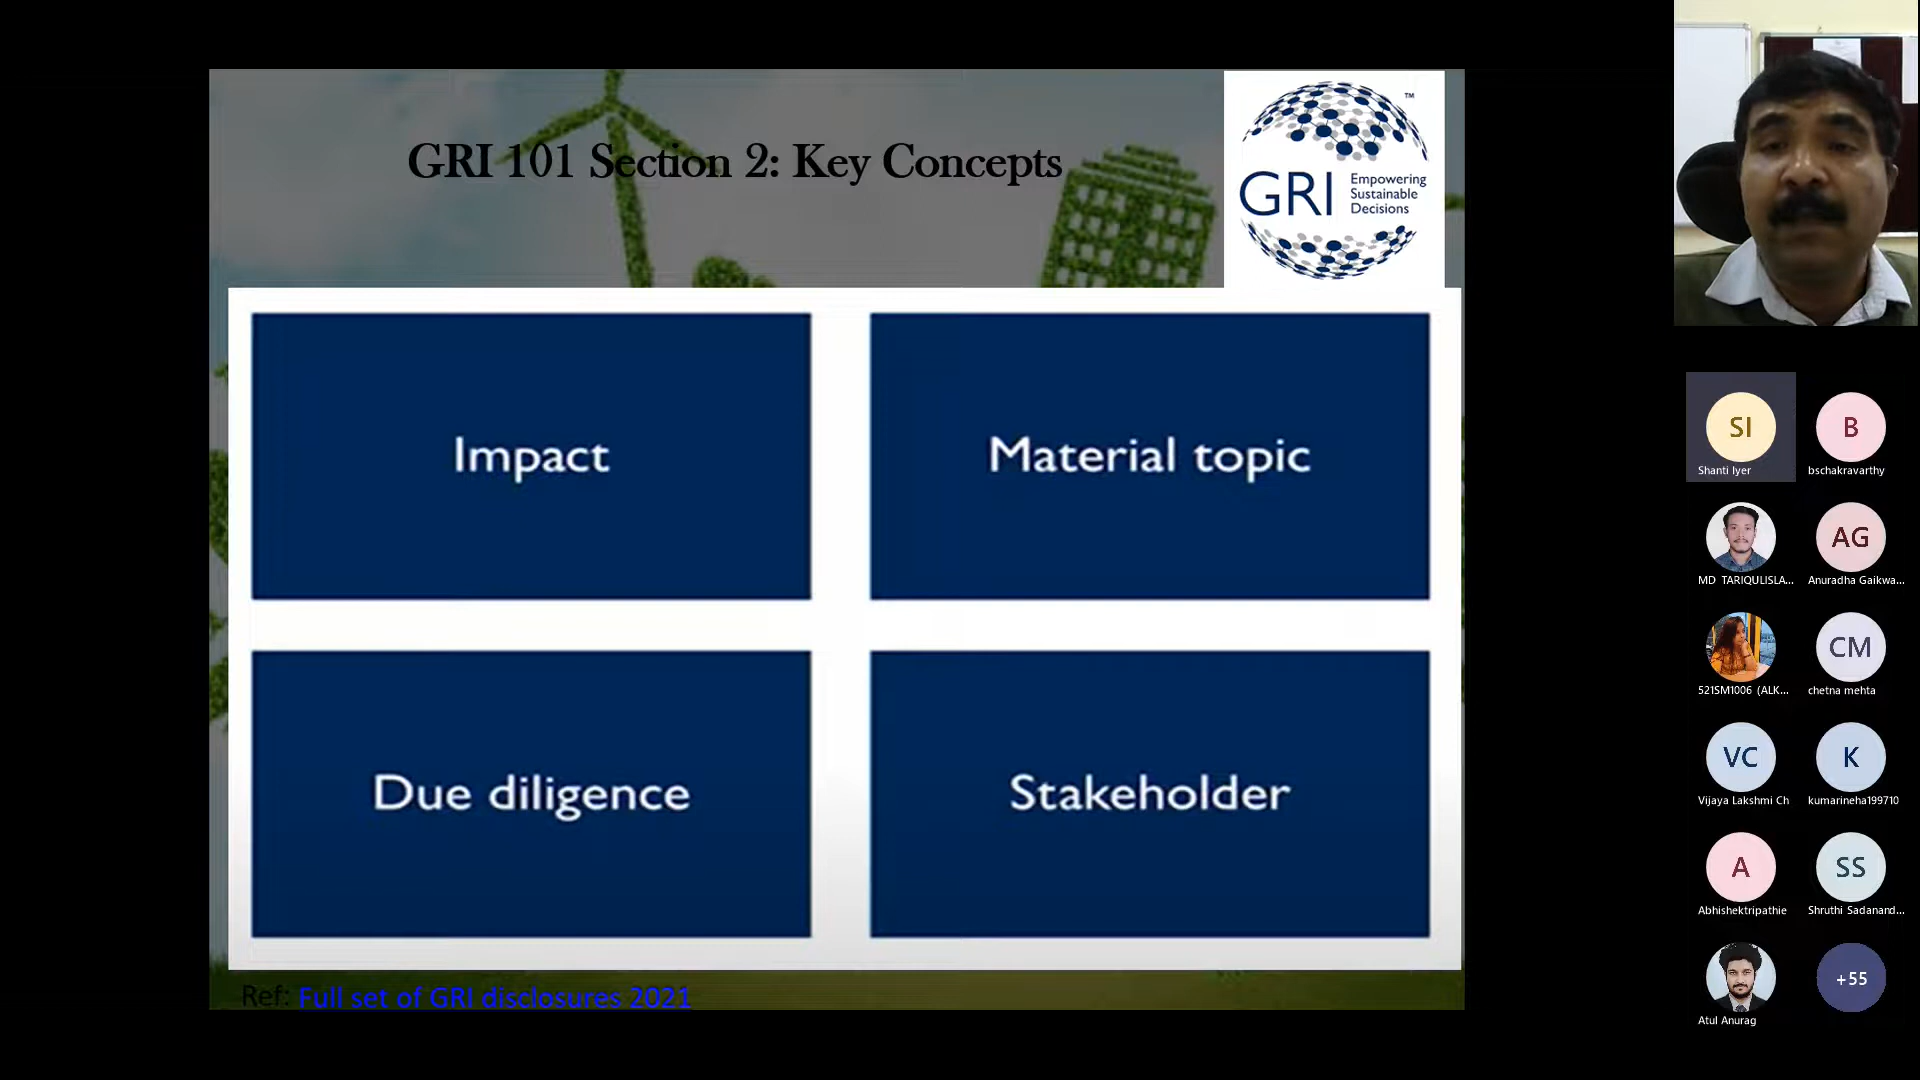 GRI 101 Section 2: Key Concepts
GRI
Empowering
Sustainable
Decisions
TM
Impact
Material topic
Due diligence
Stakeholder
Ref: Full set of GRI disclosures 2021
SI
Shanti Iyer
B
bschakravarthy
MD TARIQULISLA...
AG
Anuradha Gaikwa...
521SM1006 (ALK...
CM
chetna mehta
VC
Vijaya Lakshmi Ch
K
kumarineha199710
A
Abhishektripathie
SS
Shruthi Sadanand...
Atul Anurag
+55